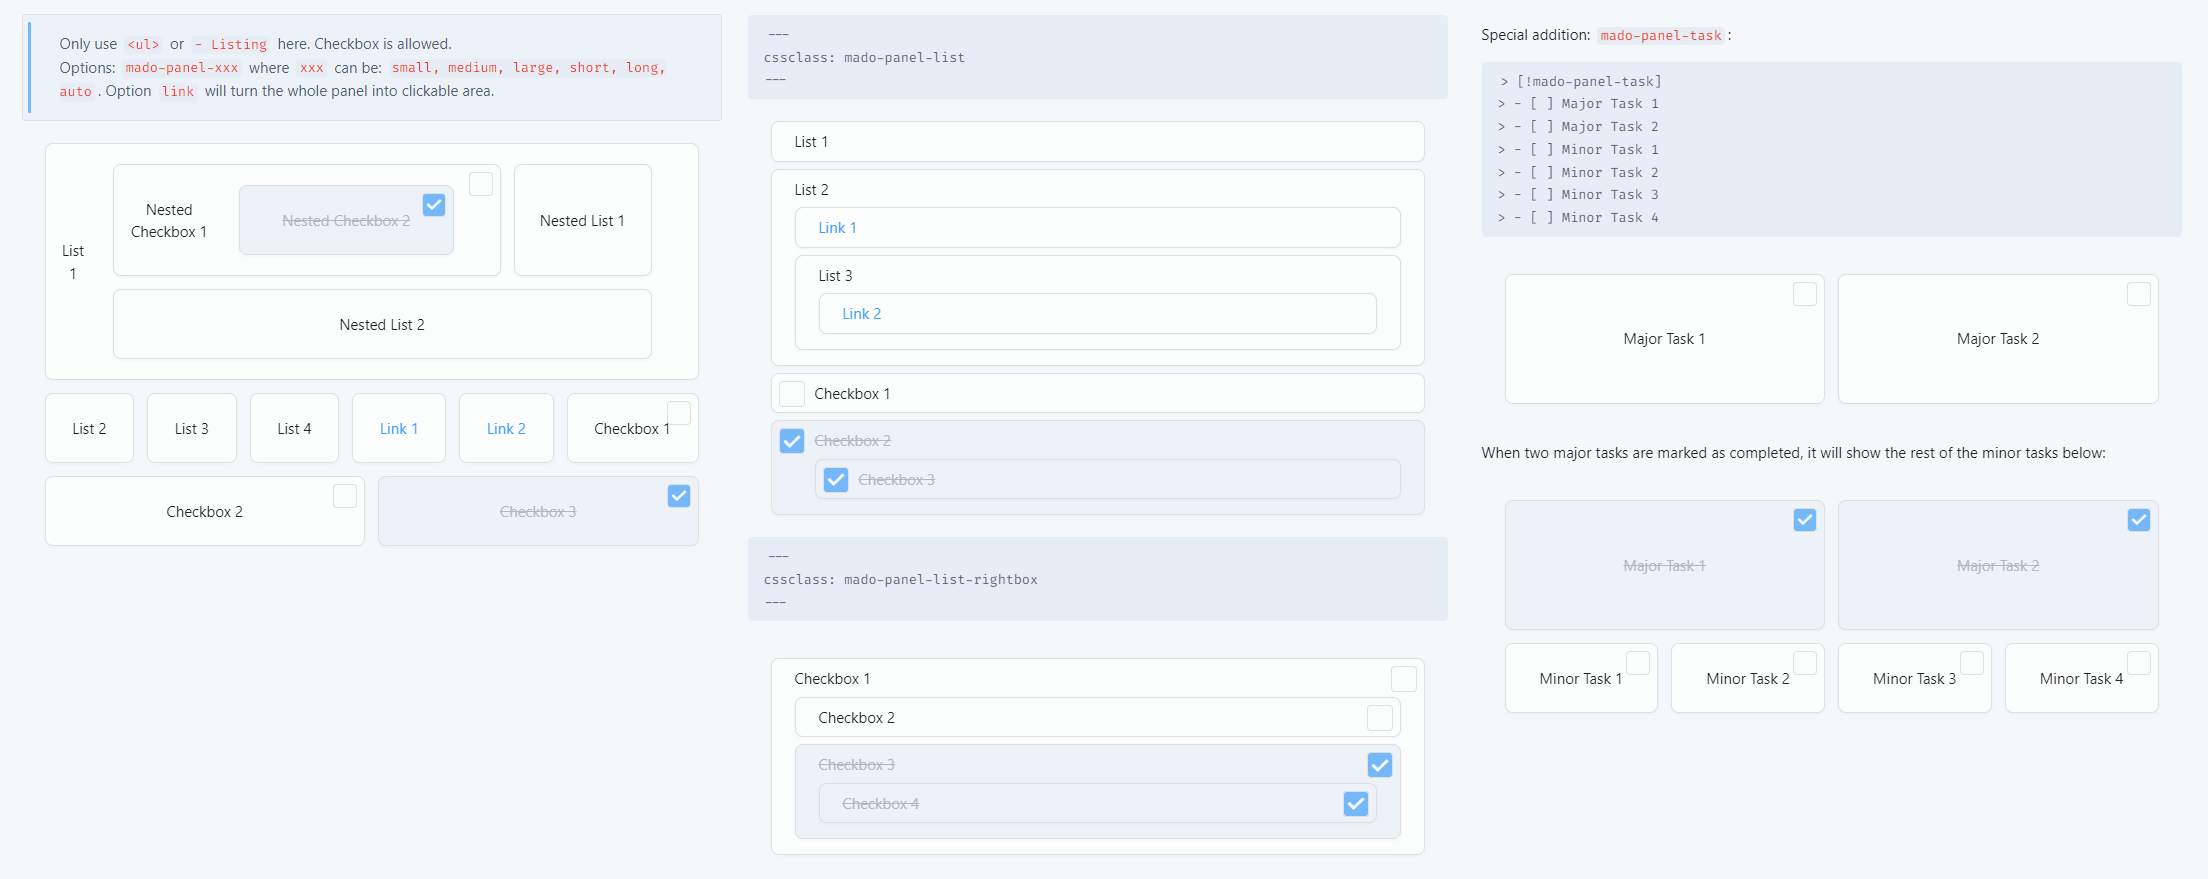 Only use <ul> or - Listing here. Checkbox is allowed.
Options: mado-panel-xxx where xxx can be: small, medium, large, short, long,
auto . Option link will turn the whole panel into clickable area.
List
1
Nested
Checkbox 1
Nested Checkbox 2
Nested List 1
Nested List 2
List 2
List 3
List 4
Link 1
Link 2
Checkbox 1
Checkbox 2
Checkbox 3
---
cssclass: mado-panel-list
---
List 1
List 2
Link 1
List 3
Link 2
Checkbox 1
Checkbox 2
Checkbox 3
---
cssclass: mado-panel-list-rightbox
---
Checkbox 1
Checkbox 2
Checkbox 3
Checkbox 4
Special addition: mado-panel-task :
> [!mado-panel-task]
> - [ ] Major Task 1
> - [ ] Major Task 2
> - [ ] Minor Task 1
> - [ ] Minor Task 2
> - [ ] Minor Task 3
> - [ ] Minor Task 4
Major Task 1
Major Task 2
When two major tasks are marked as completed, it will show the rest of the minor tasks below:
Major Task 1
Major Task 2
Minor Task 1
Minor Task 2
Minor Task 3
Minor Task 4